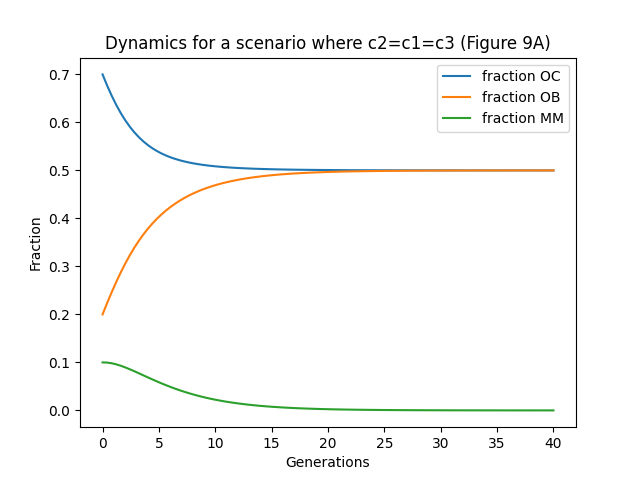 Dynamics for a scenario where c2=c1=c3 (Figure 9A)
fraction OC
fraction OB
fraction MM
Fraction
0.7
0.6
0.5
0.4
0.3
0.2
0.1
0.0
0 5 10 15 20 25 30 35 40
Generations